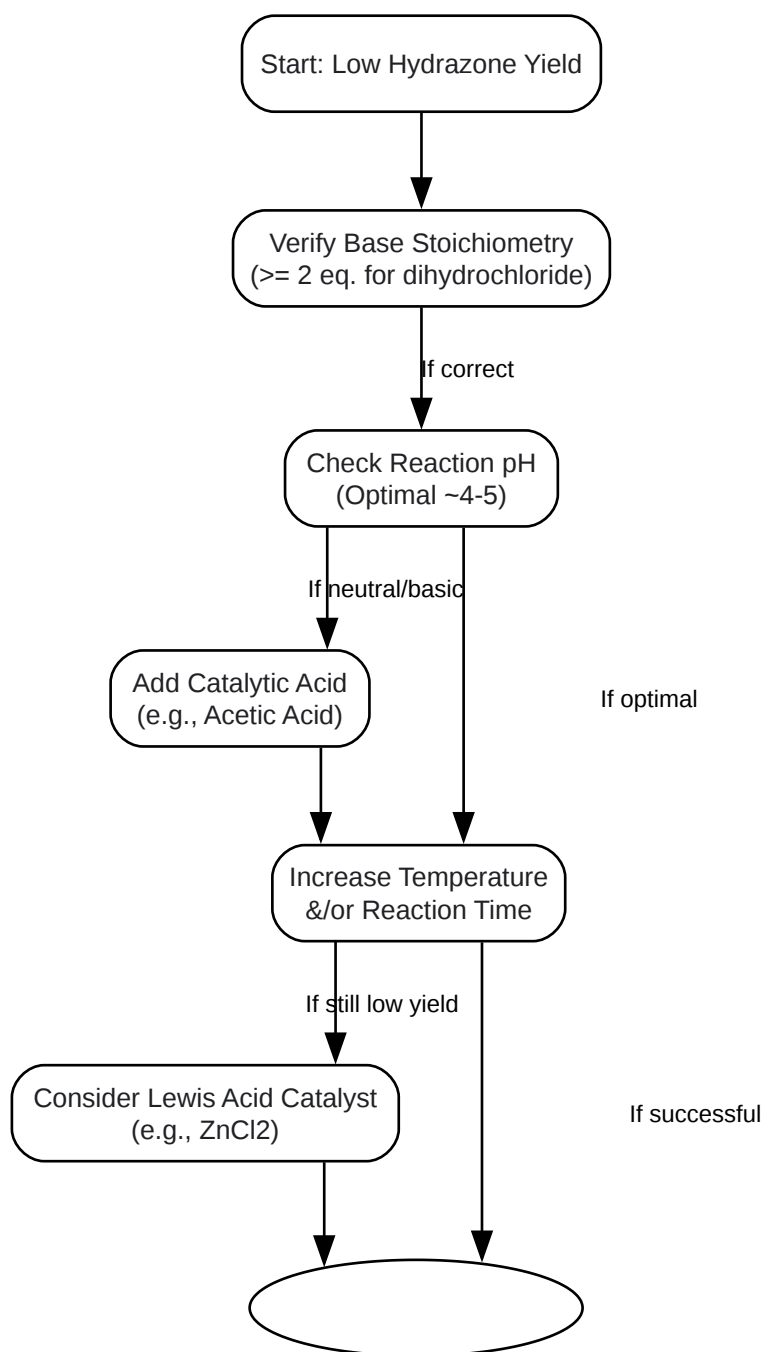 Start: Low Hydrazone Yield
Verify Base Stoichiometry
(>= 2 eq. for dihydrochloride)
If correct
Check Reaction pH
(Optimal ~4-5)
If neutral/basic
Add Catalytic Acid
(e.g., Acetic Acid)
If optimal
Increase Temperature
&/or Reaction Time
If still low yield
Consider Lewis Acid Catalyst
(e.g., ZnCl2)
If successful